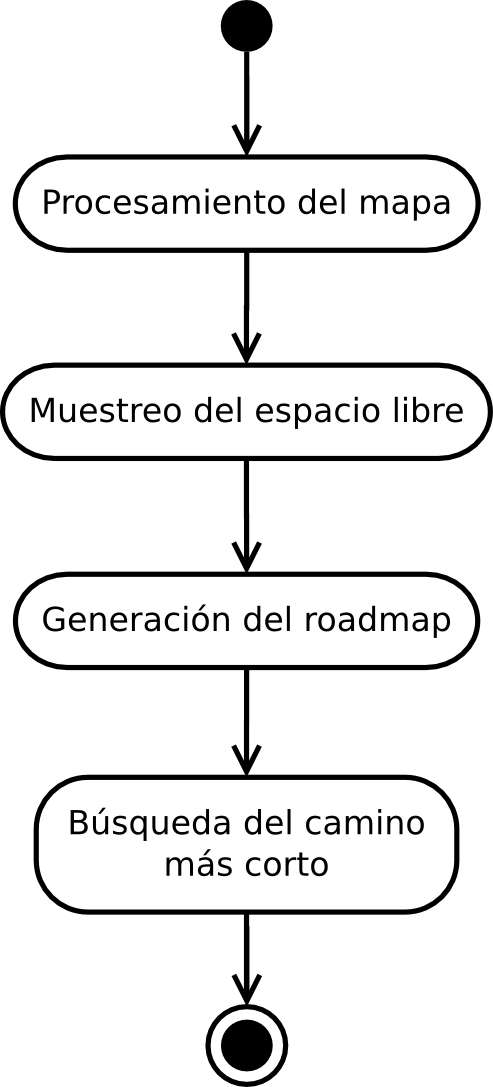 Procesamiento del mapa
Muestreo del espacio libre
Generación del roadmap
Búsqueda del camino
más corto